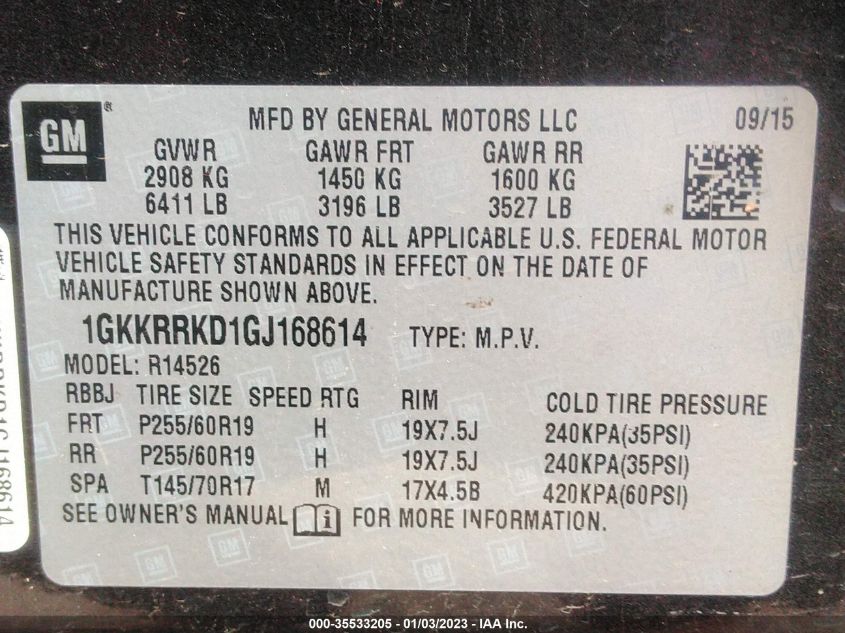 GM
®
MFD BY GENERAL MOTORS LLC 09/15
GVWR GAWR FRT GAWR RR
2908 KG 1450 KG 1600 KG
6411 LB 3196 LB 3527 LB
THIS VEHICLE CONFORMS TO ALL APPLICABLE U.S. FEDERAL MOTOR
VEHICLE SAFETY STANDARDS IN EFFECT ON THE DATE OF
MANUFACTURE SHOWN ABOVE.
1GKKRRKD1GJ168614 TYPE: M.P.V.
MODEL: R14526
RBBJ TIRE SIZE SPEED RTG RIM COLD TIRE PRESSURE
FRT P255/60R19 H 19X7.5J 240KPA(35PSI)
RR P255/60R19 H 19X7.5J 240KPA(35PSI)
SPA T145/70R17 M 17X4.5B 420KPA(60PSI)
SEE OWNER'S MANUAL i FOR MORE INFORMATION.
000-35533205 - 01/03/2023 - IAA Inc.